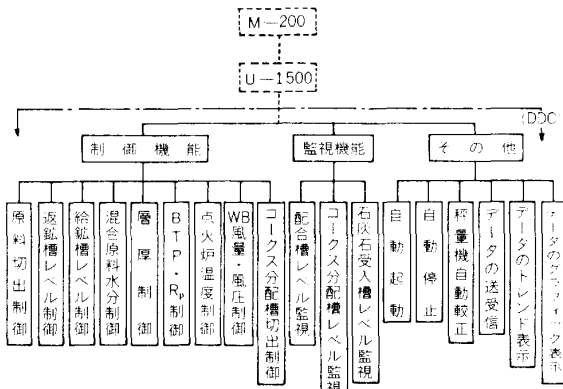 M-200
U-1500
(DDC)
制御機能
監視機能
その他
原料切出制御
返鉱槽レベル制御
給鉱槽レベル制御
混合原料水分制御
層厚制御
BTP・Rp制御
点火炉温度制御
WB風量・風圧制御
コークス分配槽切出制御
配合槽レベル監視
コークス分配槽レベル監視
石灰石受入槽レベル監視
自動起動
自動停止
秤量機自動較正
データの送受信
データのトレンド表示
データのグラフィック表示